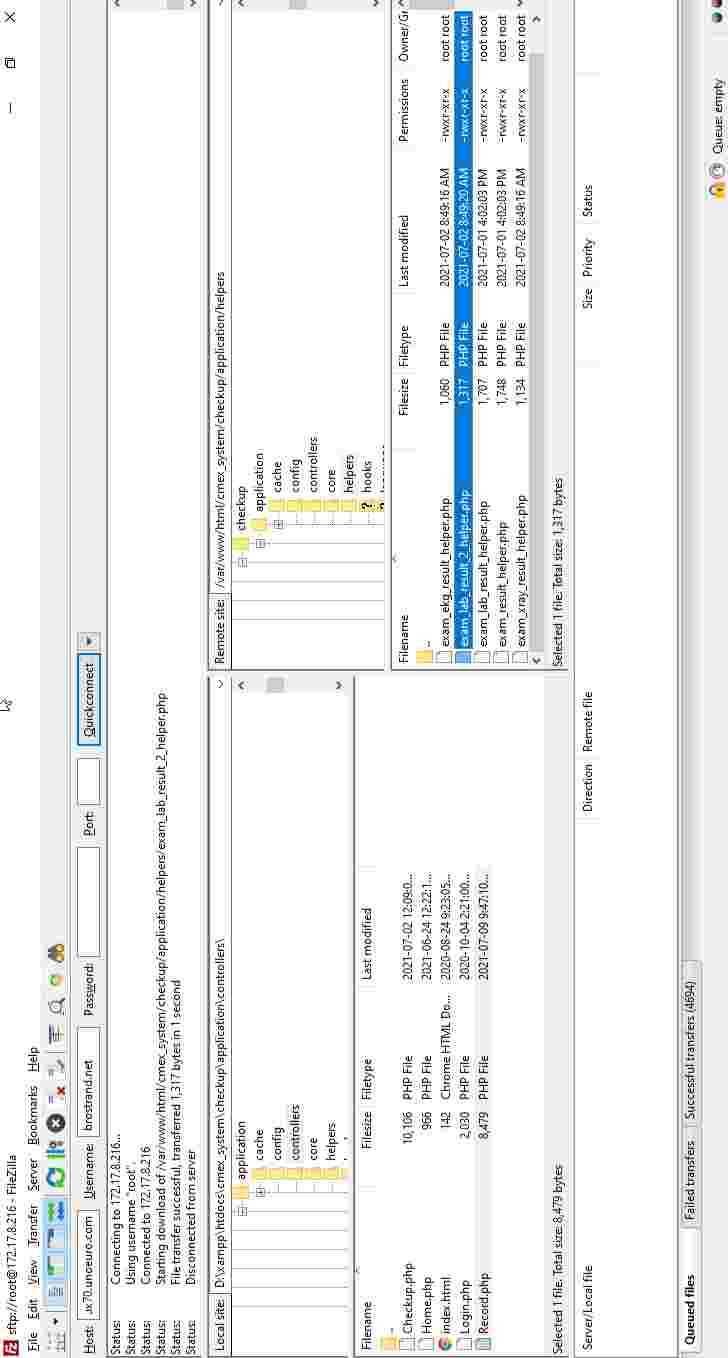 sftp://root@172.17.8.216 - FileZilla
File Edit View Transfer Server Bookmarks Help
Host: .ıx70.unoeuro.com Username: brostrand.net Password: Port: Quickconnect
Status: Connecting to 172.17.8.216...
Status: Using username "root".
Status: Connected to 172.17.8.216
Status: Starting download of /var/www/html/cmex_system/checkup/application/helpers/exam_lab_result_2_helper.php
Status: File transfer successful, transferred 1,317 bytes in 1 second
Status: Disconnected from server
Local site: D:\xampp\htdocs\cmex_system\checkup\application\controllers\
application
cache
config
controllers
core
helpers
Filename Filesize Filetype Last modified
..
Checkup.php 10,106 PHP File 2021-07-02 12:09:0...
Home.php 966 PHP File 2021-06-24 12:22:1...
index.html 142 Chrome HTML Do... 2020-08-24 9:23:05...
Login.php 2,030 PHP File 2020-10-04 2:21:00...
Record.php 8,479 PHP File 2021-07-09 9:47:10...
Selected 1 file. Total size: 8,479 bytes
Remote site: /var/www/html/cmex_system/checkup/application/helpers
checkup
application
cache
config
controllers
core
helpers
? hooks
Filename Filesize Filetype Last modified Permissions Owner/Gr
..
exam_ekg_result_helper.php 1,060 PHP File 2021-07-02 8:49:16 AM -rwxr-xr-x root root
exam_lab_result_2_helper.php 1,317 PHP File 2021-07-02 8:49:20 AM -rwxr-xr-x root root
exam_lab_result_helper.php 1,707 PHP File 2021-07-01 4:02:03 PM -rwxr-xr-x root root
exam_result_helper.php 1,748 PHP File 2021-07-01 4:02:03 PM -rwxr-xr-x root root
exam_xray_result_helper.php 1,134 PHP File 2021-07-02 8:49:16 AM -rwxr-xr-x root root
Selected 1 file. Total size: 1,317 bytes
Server/Local file Direction Remote file Size Priority Status
Queued files Failed transfers Successful transfers (4694)
Queue: empty